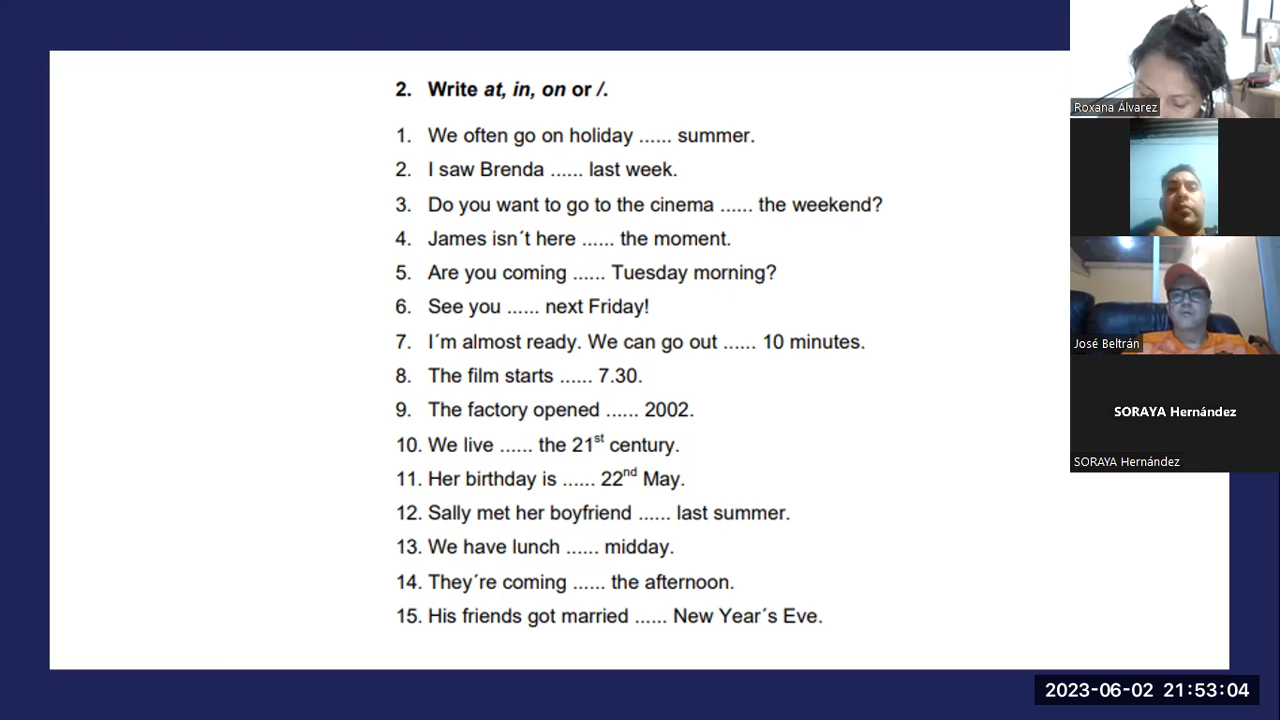 2. Write at, in, on or /.
1. We often go on holiday ...... summer.
2. I saw Brenda ...... last week.
3. Do you want to go to the cinema ...... the weekend?
4. James isn´t here ...... the moment.
5. Are you coming ...... Tuesday morning?
6. See you ...... next Friday!
7. I´m almost ready. We can go out ...... 10 minutes.
8. The film starts ...... 7.30.
9. The factory opened ...... 2002.
10. We live ...... the 21st century.
11. Her birthday is ...... 22nd May.
12. Sally met her boyfriend ...... last summer.
13. We have lunch ...... midday.
14. They´re coming ...... the afternoon.
15. His friends got married ...... New Year´s Eve.
Roxana Álvarez
José Beltrán
SORAYA Hernández
SORAYA Hernández
2023-06-02 21:53:04